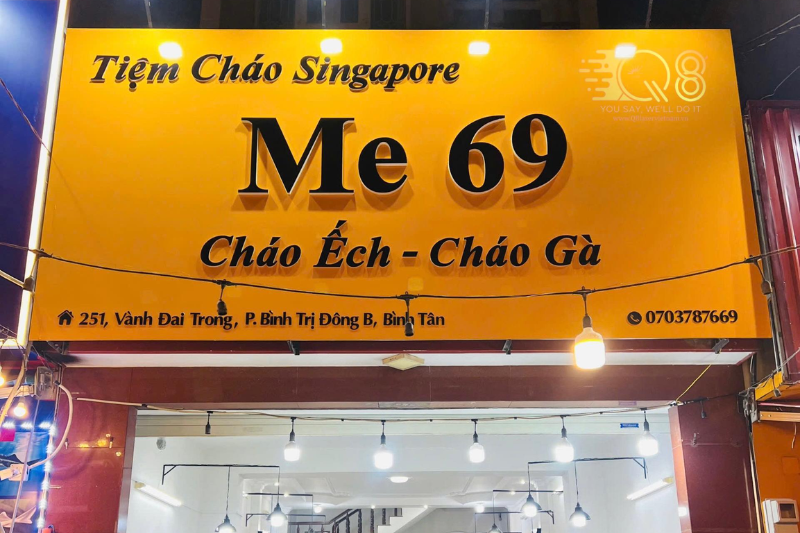 Tiệm Cháo Singapore
Q8
YOU SAY, WE'LL DO IT
Me 69
Cháo Ếch - Cháo Gà
251, Vành Đai Trong, P. Bình Trị Đông B, Bình Tân
0703787669